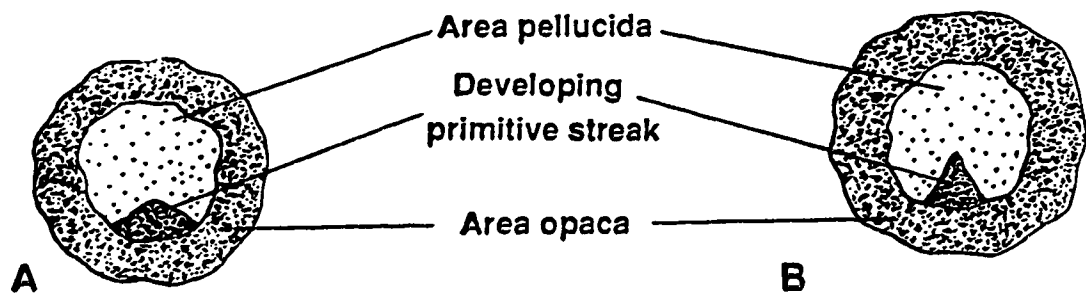 Area pellucida
Developing
primitive streak
Area opaca
A
B